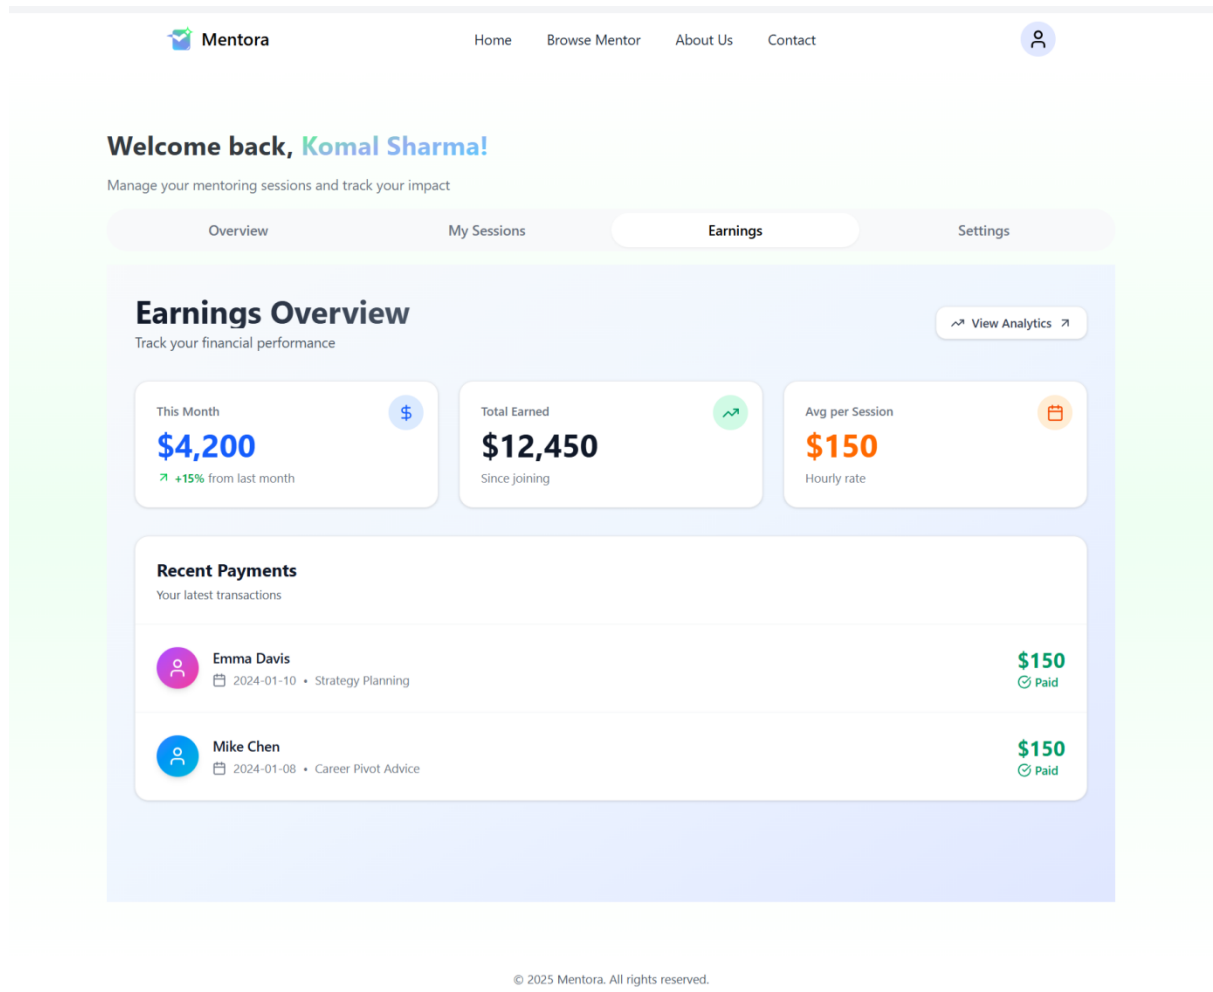 Mentora
Home Browse Mentor About Us Contact
Welcome back, Komal Sharma!
Manage your mentoring sessions and track your impact
Overview My Sessions Earnings Settings
Earnings Overview
Track your financial performance
View Analytics
This Month
$4,200
+15% from last month
Total Earned
$12,450
Since joining
Avg per Session
$150
Hourly rate
Recent Payments
Your latest transactions
Emma Davis
2024-01-10 • Strategy Planning
$150
Paid
Mike Chen
2024-01-08 • Career Pivot Advice
$150
Paid
© 2025 Mentora. All rights reserved.